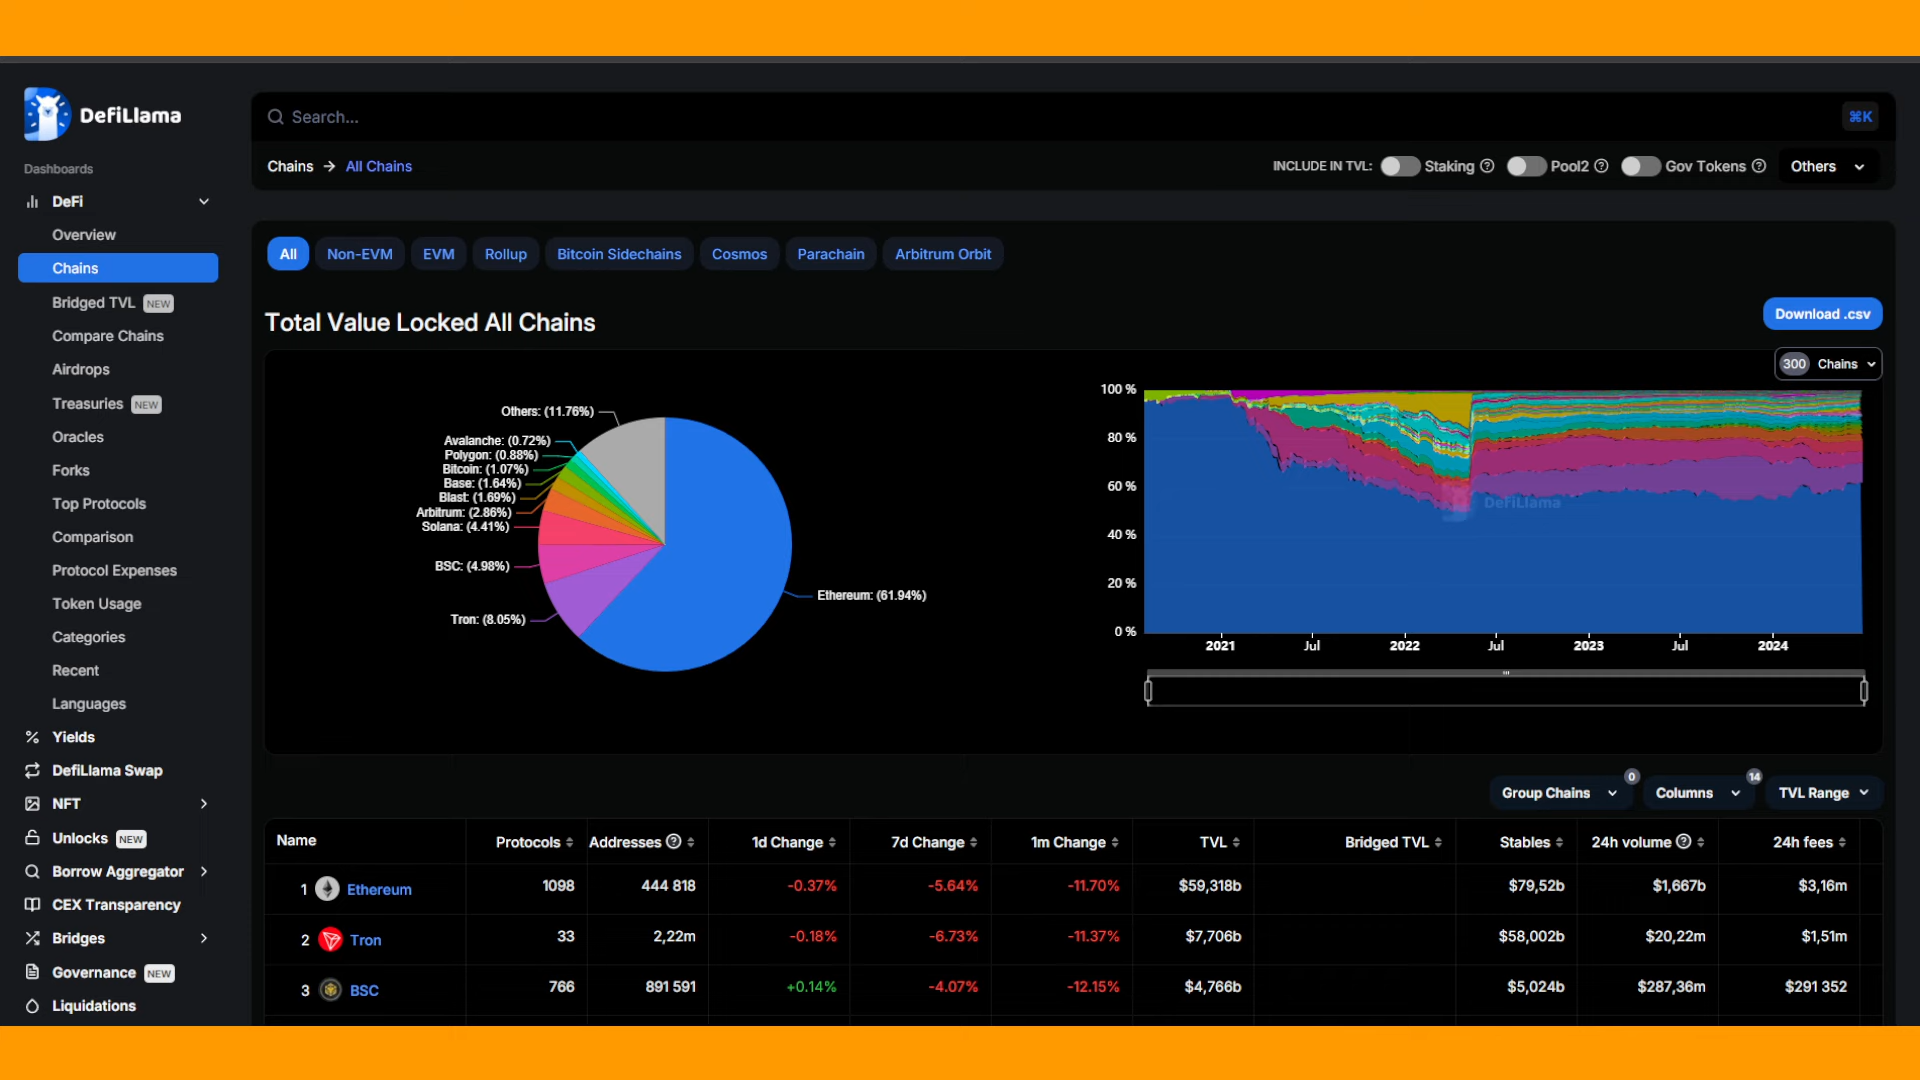 DefiLlama
Search...
⌘K
Dashboards
Chains → All Chains
INCLUDE IN TVL: Staking Pool2 Gov Tokens Others
DeFi
Overview
Chains
Bridged TVL NEW
Compare Chains
Airdrops
Treasuries NEW
Oracles
Forks
Top Protocols
Comparison
Protocol Expenses
Token Usage
Categories
Recent
Languages
Yields
DefiLlama Swap
NFT
Unlocks NEW
Borrow Aggregator
CEX Transparency
Bridges
Governance NEW
Liquidations
All Non-EVM EVM Rollup Bitcoin Sidechains Cosmos Parachain Arbitrum Orbit
Total Value Locked All Chains
Download .csv
300 Chains
Others: (11.76%)
Avalanche: (0.72%)
Polygon: (0.88%)
Bitcoin: (1.07%)
Base: (1.64%)
Blast: (1.69%)
Arbitrum: (2.86%)
Solana: (4.41%)
BSC: (4.98%)
Tron: (8.05%)
Ethereum: (61.94%)
100 %
80 %
60 %
40 %
20 %
0 %
DefiLlama
2021 Jul 2022 Jul 2023 Jul 2024
Group Chains 0 Columns 14 TVL Range
Name Protocols Addresses ? 1d Change 7d Change 1m Change TVL Bridged TVL Stables 24h volume ? 24h fees
1 Ethereum 1098 444 818 -0.37% -5.64% -11.70% $59,318b $79,52b $1,667b $3,16m
2 Tron 33 2,22m -0.18% -6.73% -11.37% $7,706b $58,002b $20,22m $1,51m
3 BSC 766 891 591 +0.14% -4.07% -12.15% $4,766b $5,024b $287,36m $291 352